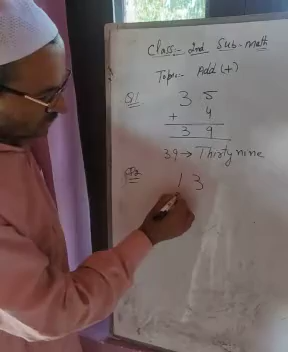 Class:- 2nd Sub- math
Topic:- Add (+)
Q1 3 5
+ 4
3 9
39 → Thirty nine
Q2 1 3